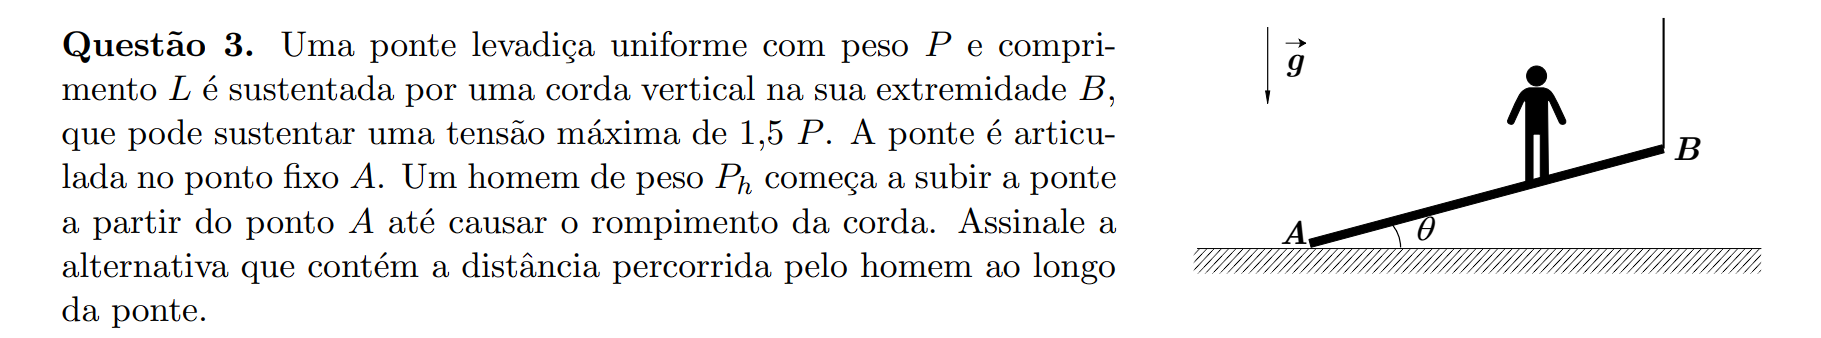 Questão 3. Uma ponte levadiça uniforme com peso P e compri-
mento L é sustentada por uma corda vertical na sua extremidade B,
que pode sustentar uma tensão máxima de 1,5 P. A ponte é articu-
lada no ponto fixo A. Um homem de peso Pₕ começa a subir a ponte
a partir do ponto A até causar o rompimento da corda. Assinale a
alternativa que contém a distância percorrida pelo homem ao longo
da ponte.
g⃗
B
A
θ